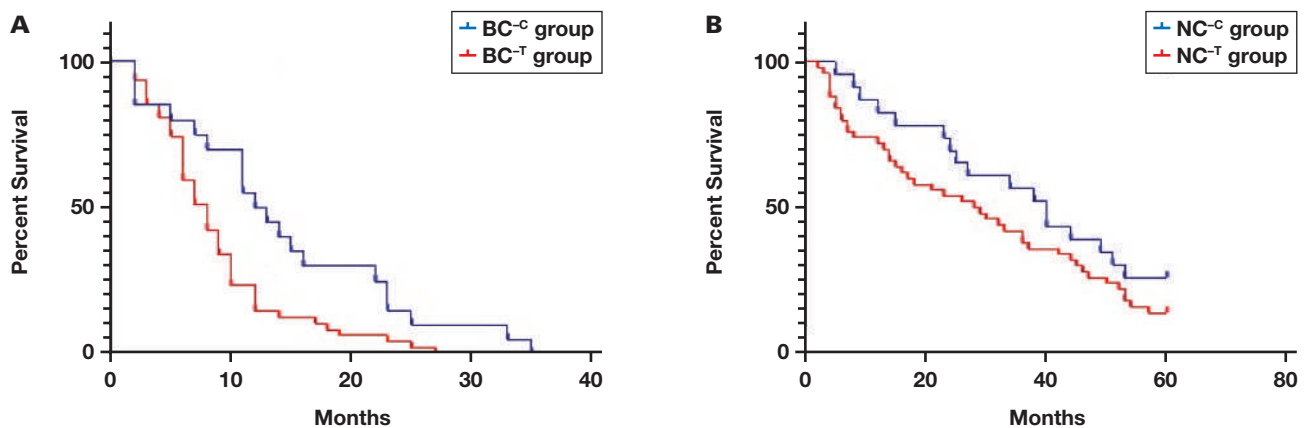 A
BC⁻ᶜ group
BC⁻ᵀ group
Percent Survival
100
50
0
0 10 20 30 40
Months
B
NC⁻ᶜ group
NC⁻ᵀ group
Percent Survival
100
50
0
0 20 40 60 80
Months